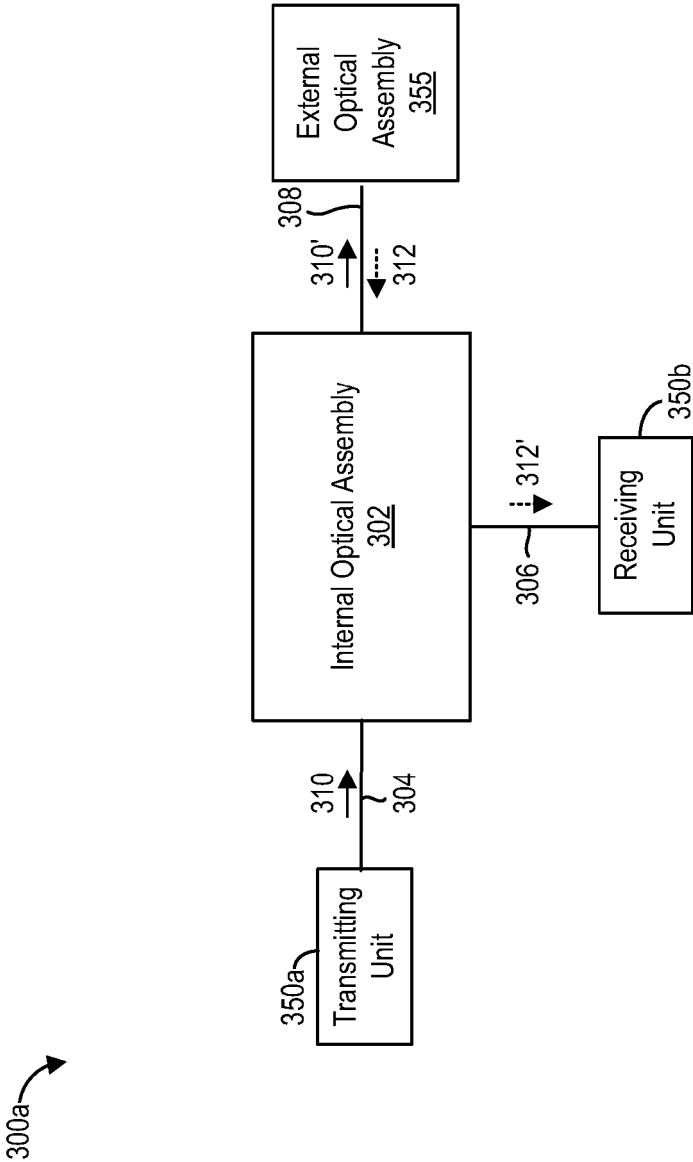 300a
350a
Transmitting
Unit
310
304
Internal Optical Assembly
302
310'
308
312
External
Optical
Assembly
355
306
312'
350b
Receiving
Unit